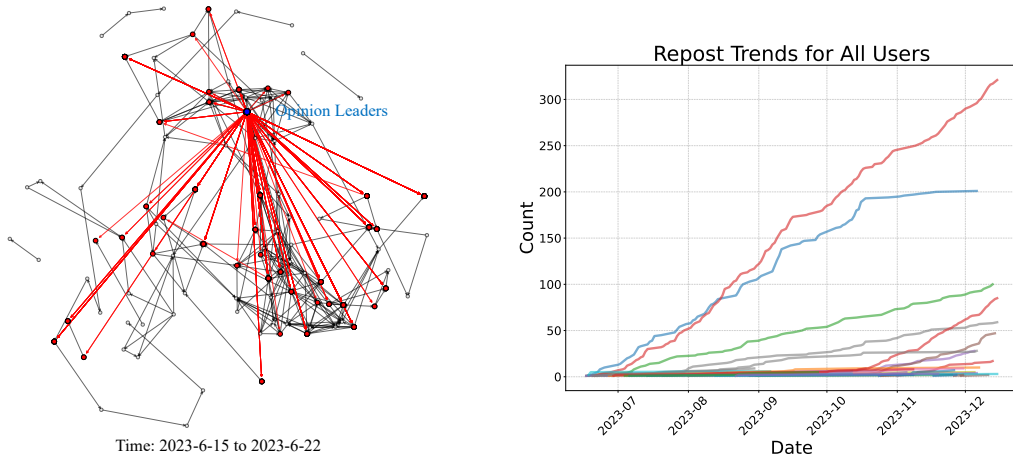 Opinion Leaders
Time: 2023-6-15 to 2023-6-22
Repost Trends for All Users
Count
300
250
200
150
100
50
0
2023-07
2023-08
2023-09
2023-10
2023-11
2023-12
Date